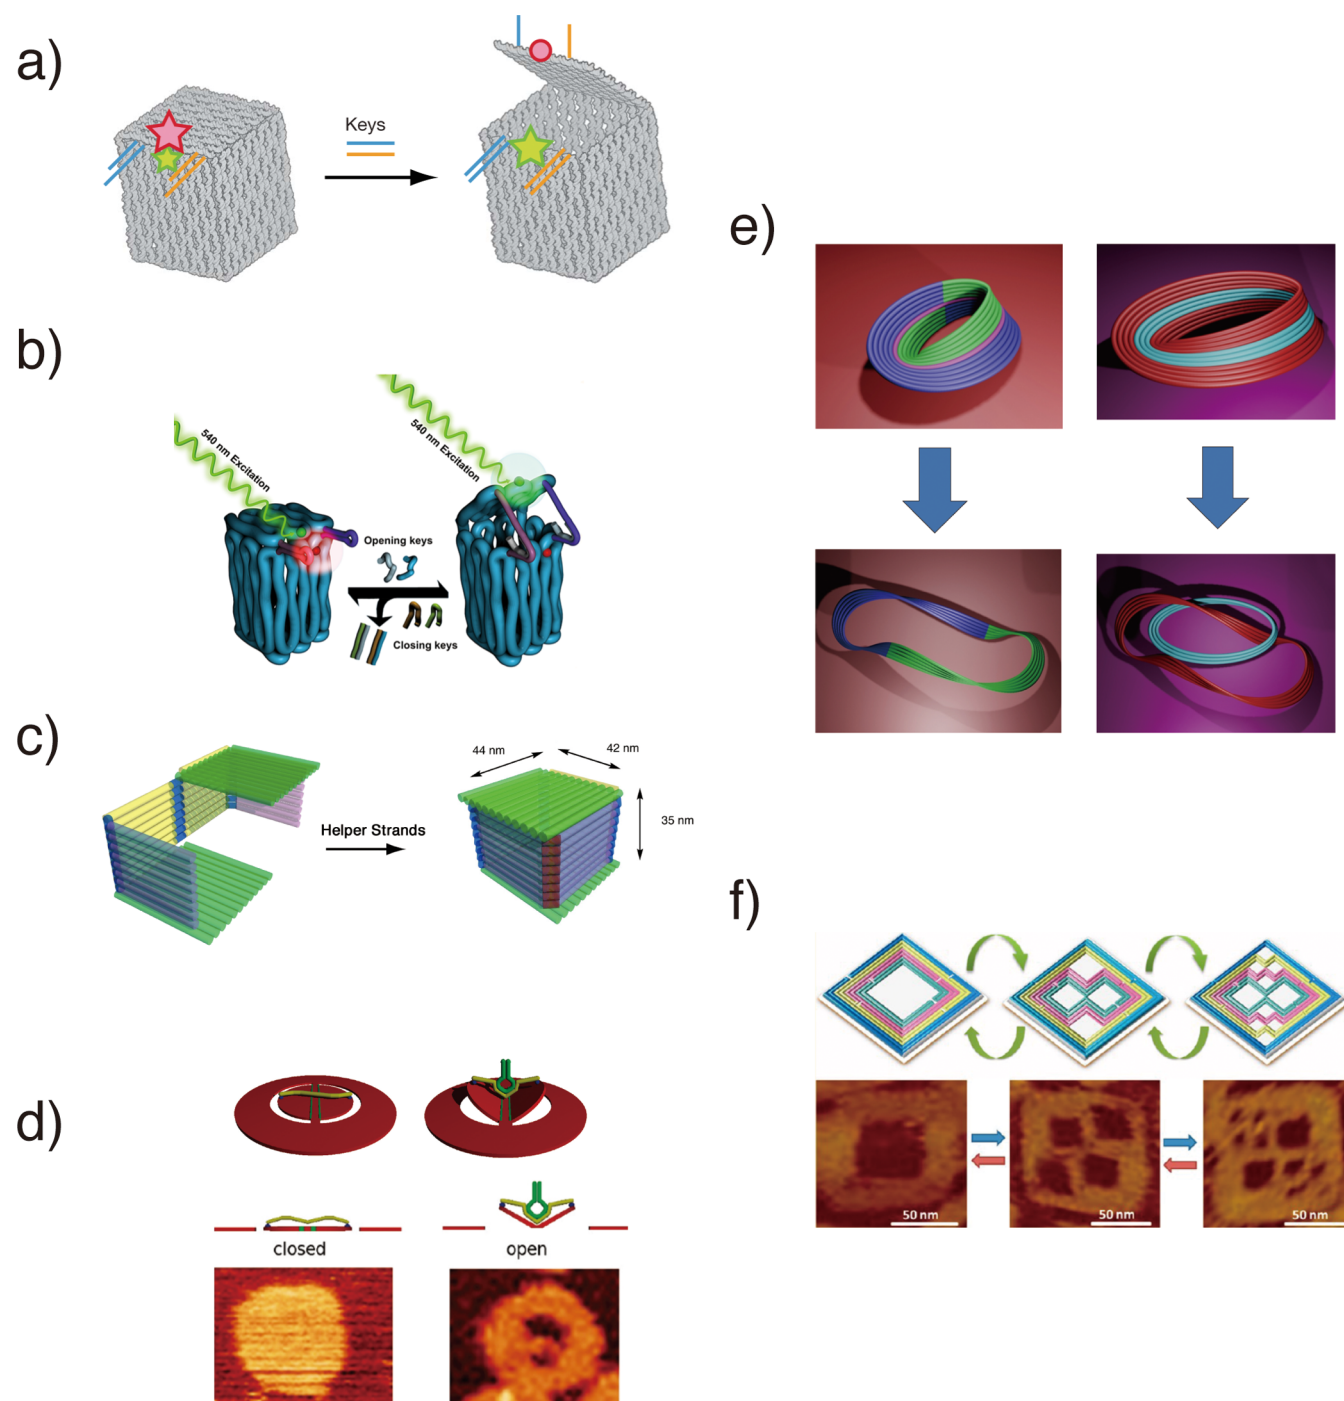 a)
Keys
b)
540 nm Excitation
540 nm Excitation
Opening keys
Closing keys
c)
44 nm
42 nm
35 nm
Helper Strands
d)
closed
open
e)
f)
50 nm
50 nm
50 nm